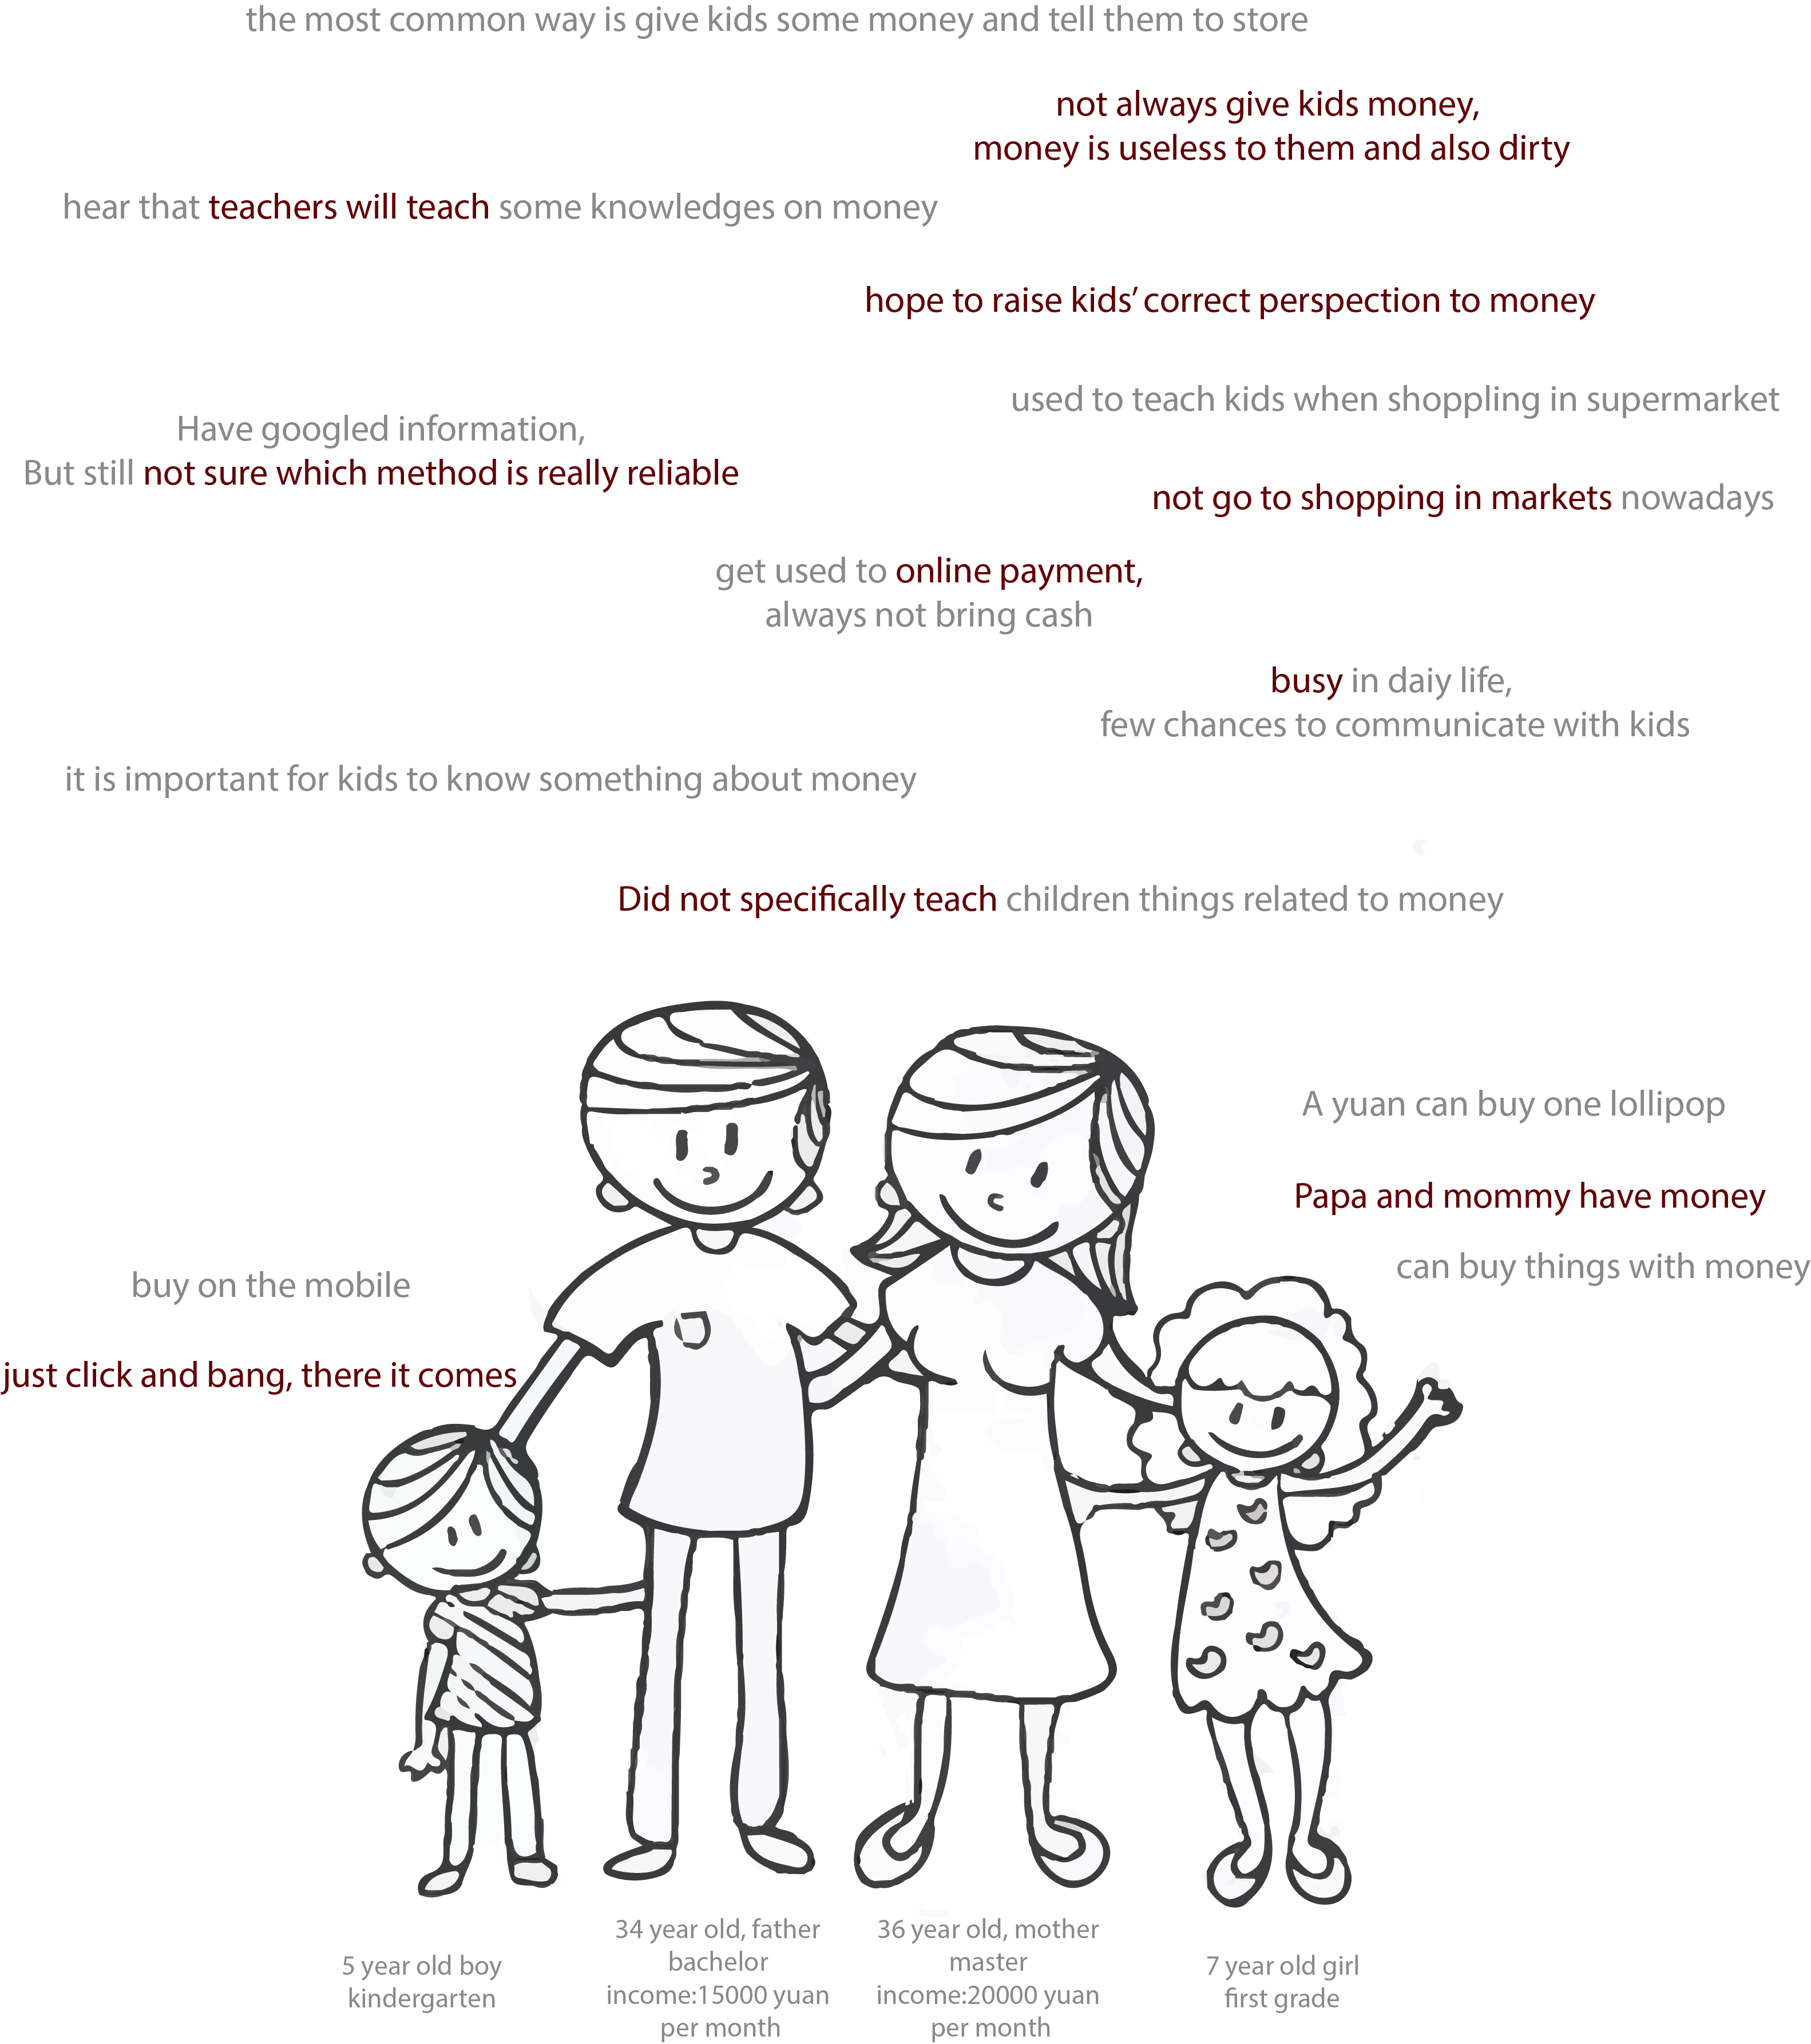 the most common way is give kids some money and tell them to store
not always give kids money,
money is useless to them and also dirty
hear that teachers will teach some knowledges on money
hope to raise kids’ correct perspection to money
used to teach kids when shoppling in supermarket
Have googled information,
But still not sure which method is really reliable
not go to shopping in markets nowadays
get used to online payment,
always not bring cash
busy in daiy life,
few chances to communicate with kids
it is important for kids to know something about money
Did not specifically teach children things related to money
A yuan can buy one lollipop
Papa and mommy have money
can buy things with money
buy on the mobile
just click and bang, there it comes
5 year old boy
kindergarten
34 year old, father
bachelor
income:15000 yuan
per month
36 year old, mother
master
income:20000 yuan
per month
7 year old girl
first grade